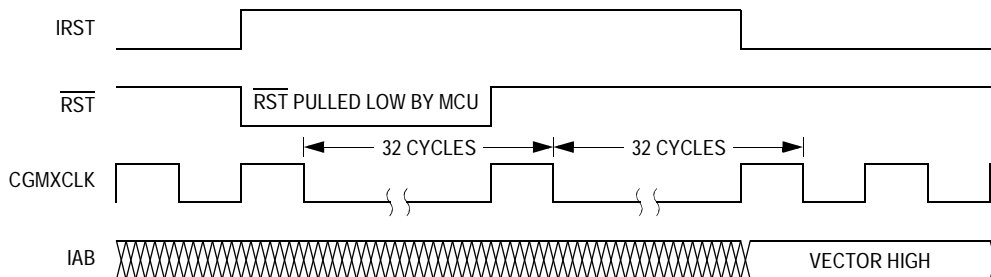 IRST
RST
RST PULLED LOW BY MCU
32 CYCLES
32 CYCLES
CGMXCLK
IAB
VECTOR HIGH